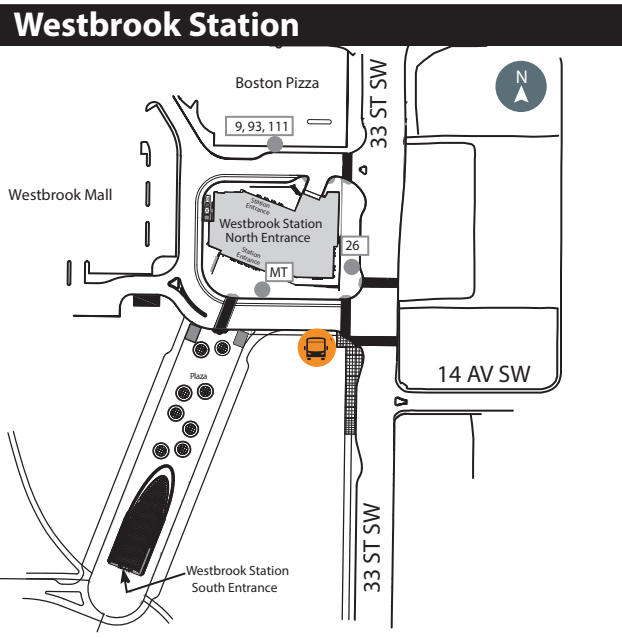 Westbrook Station
Boston Pizza
33 ST SW
N
9, 93, 111
Westbrook Mall
Station
Entrance
Westbrook Station
North Entrance
26
Station
Entrance
MT
Plaza
14 AV SW
33 ST SW
Westbrook Station
South Entrance